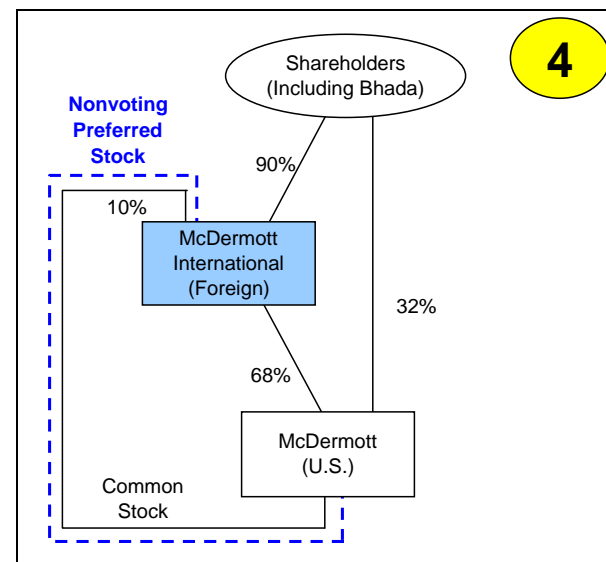 4
Shareholders
(Including Bhada)
Nonvoting
Preferred
Stock
90%
10%
McDermott
International
(Foreign)
32%
68%
McDermott
(U.S.)
Common
Stock